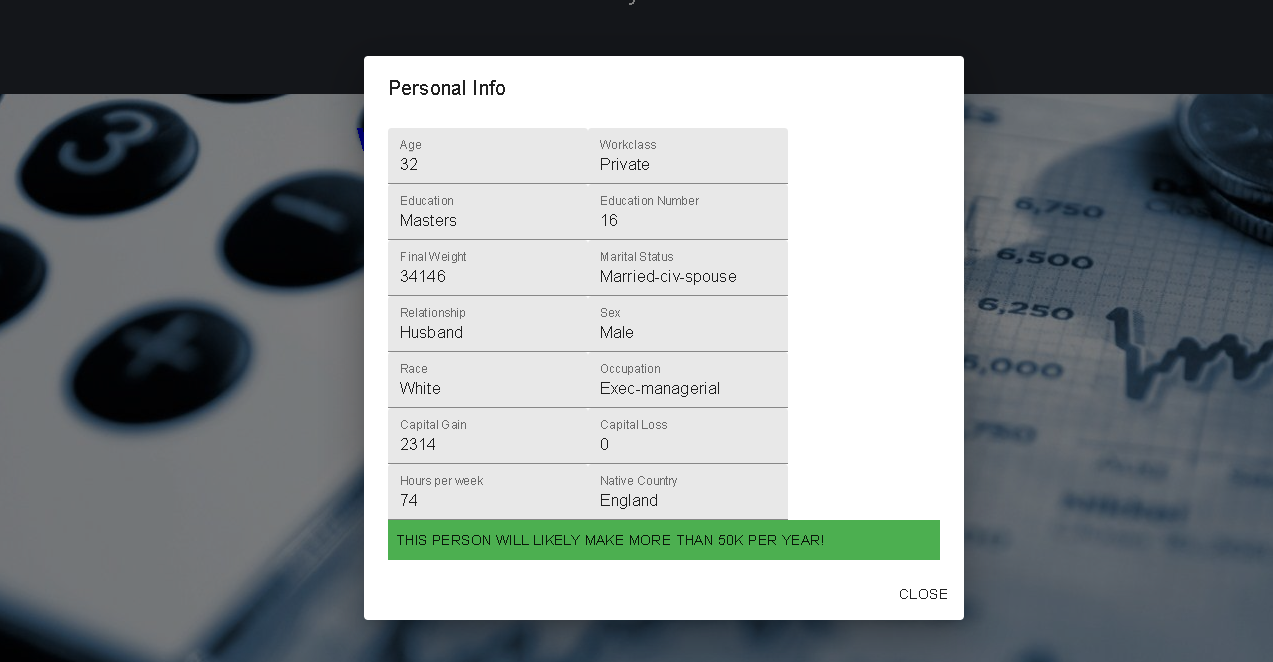 Personal Info
Age Workclass
32 Private
Education Education Number
Masters 16
Final Weight Marital Status
34146 Married-civ-spouse
Relationship Sex
Husband Male
Race Occupation
White Exec-managerial
Capital Gain Capital Loss
2314 0
Hours per week Native Country
74 England
THIS PERSON WILL LIKELY MAKE MORE THAN 50K PER YEAR!
CLOSE
3
6,750
6,500
6,250